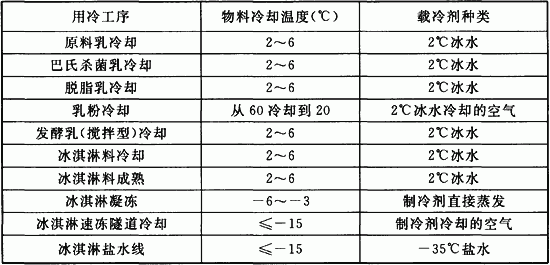 用冷工序 物料冷却温度(℃) 载冷剂种类
原料乳冷却 2～6 2℃冰水
巴氏杀菌乳冷却 2～6 2℃冰水
脱脂乳冷却 2～6 2℃冰水
乳粉冷却 从60冷却到20 2℃冰水冷却的空气
发酵乳(搅拌型)冷却 2～6 2℃冰水
冰淇淋料冷却 2～6 2℃冰水
冰淇淋料成熟 2～6 2℃冰水
冰淇淋凝冻 －6～－3 制冷剂直接蒸发
冰淇淋速冻隧道冷却 ≤－15 制冷剂冷却的空气
冰淇淋盐水线 ≤－15 －35℃盐水